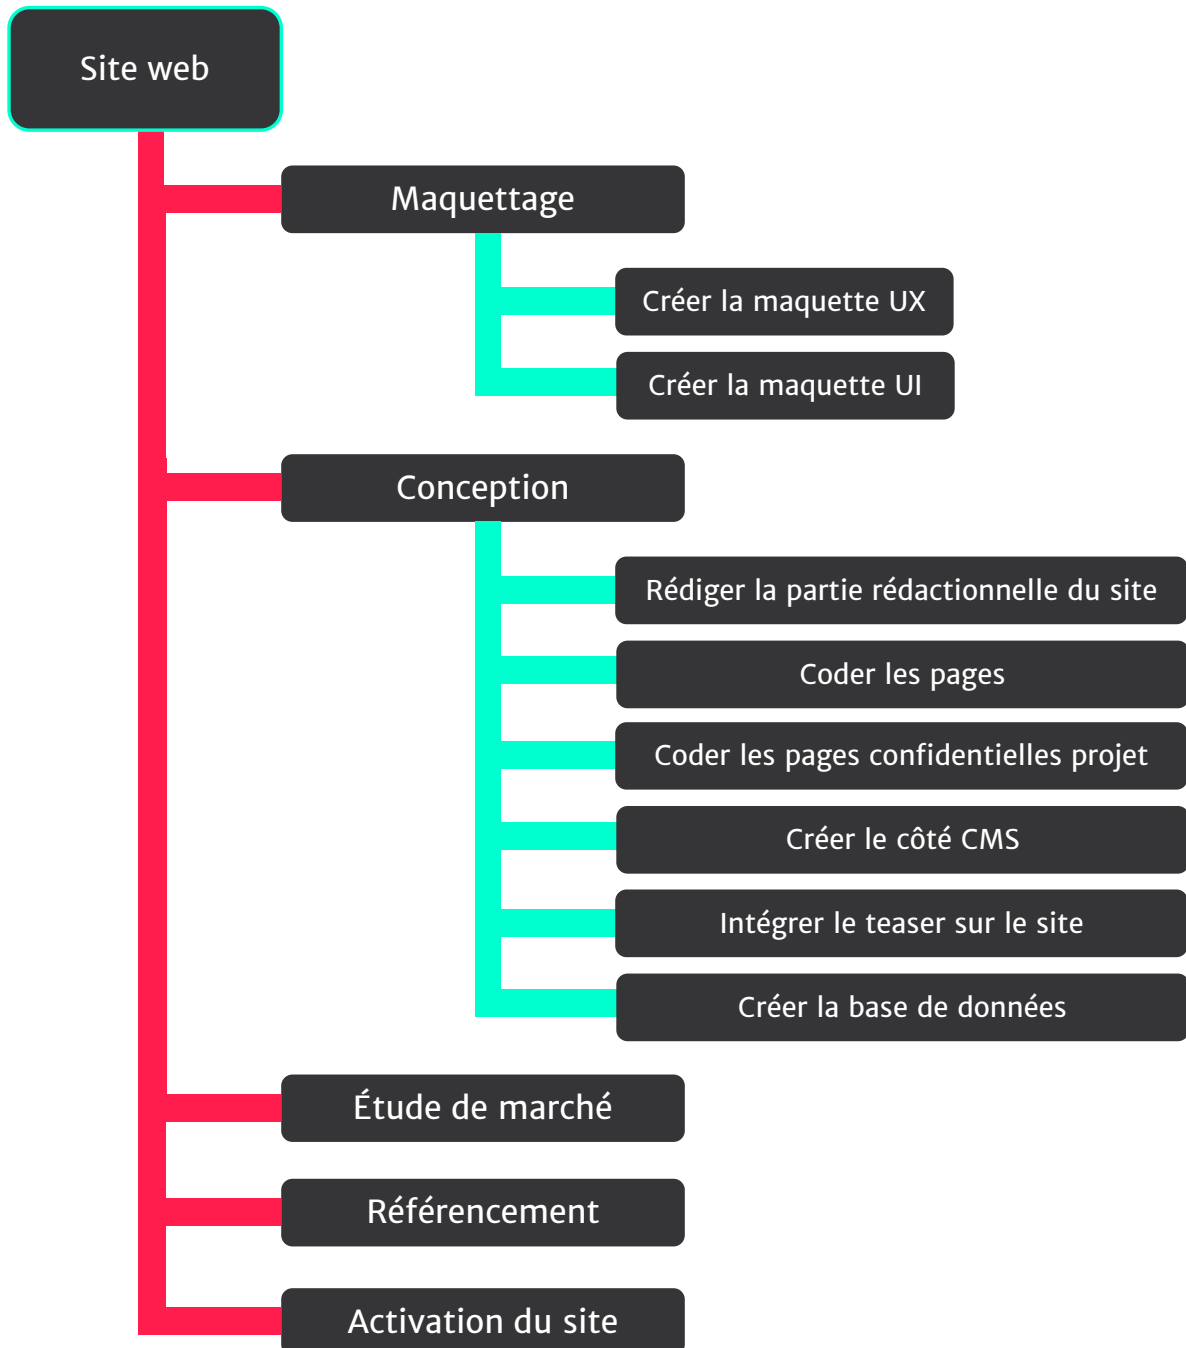 Site web
Maquettage
Créer la maquette UX
Créer la maquette UI
Conception
Rédiger la partie rédactionnelle du site
Coder les pages
Coder les pages confidentielles projet
Créer le côté CMS
Intégrer le teaser sur le site
Créer la base de données
Étude de marché
Référencement
Activation du site